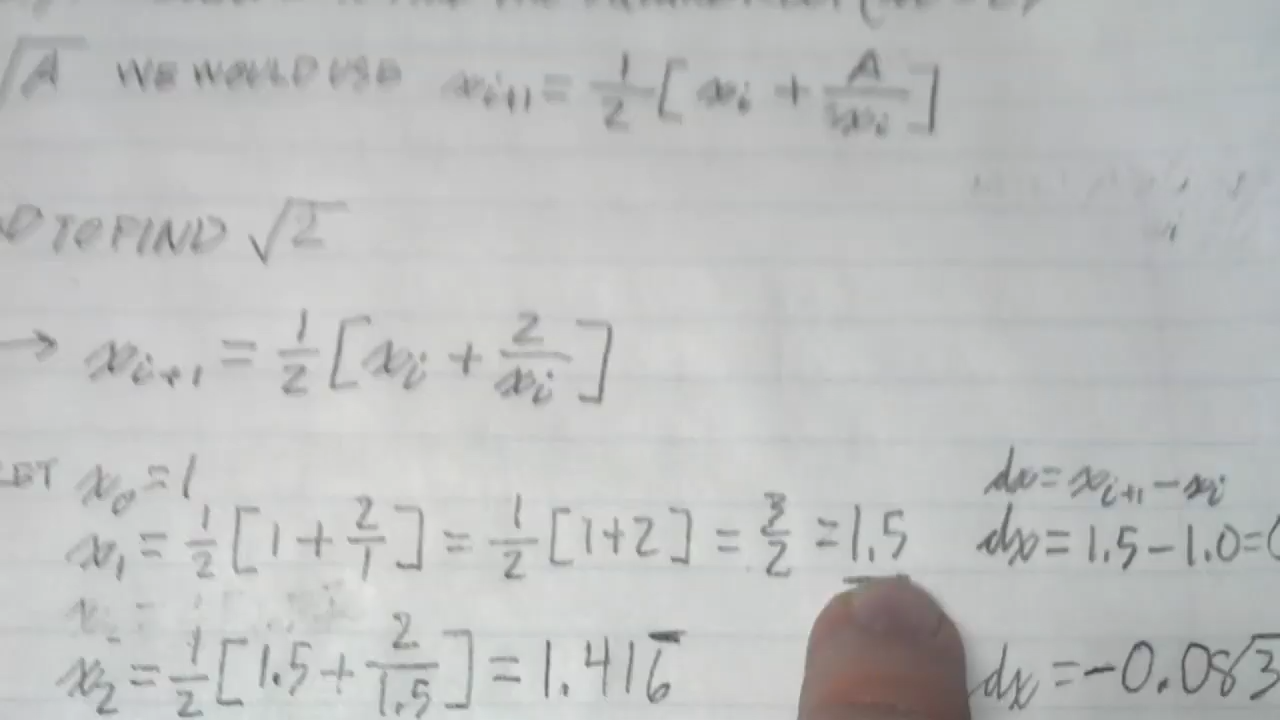 √A WE WOULD USE x_{i+1} = 1/2 [x_i + A/x_i]
D TO FIND √2
→ x_{i+1} = 1/2 [x_i + 2/x_i]
LET x_0 = 1
dx = x_{i+1} - x_i
x_1 = 1/2 [1 + 2/1] = 1/2 [1+2] = 3/2 = 1.5 dx = 1.5 - 1.0 =
x_2 = 1/2 [1.5 + 2/1.5] = 1.416̅ dx = -0.083̅